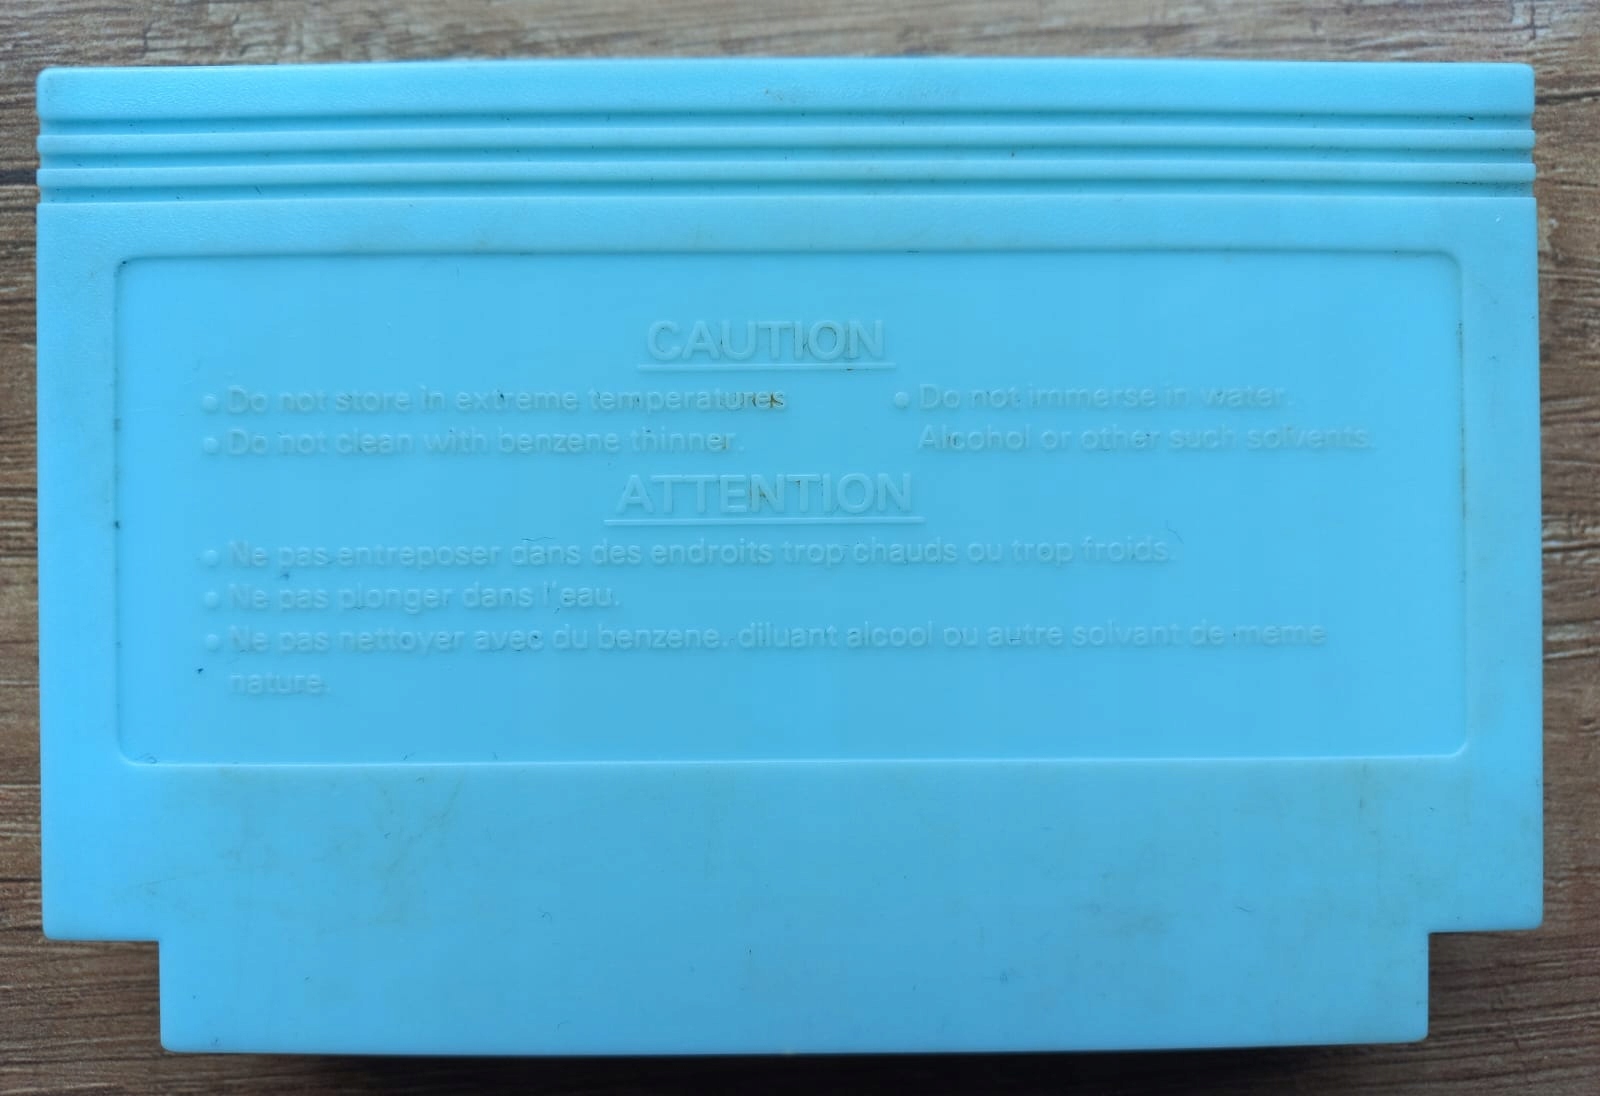 CAUTION
• Do not store in extreme temperatures • Do not immerse in water.
• Do not clean with benzene thinner. Alcohol or other such solvents.
ATTENTION
• Ne pas entreposer dans des endroits trop chauds ou trop froids.
• Ne pas plonger dans l'eau.
• Ne pas nettoyer avec du benzene. diluant alcool ou autre solvant de meme
nature.